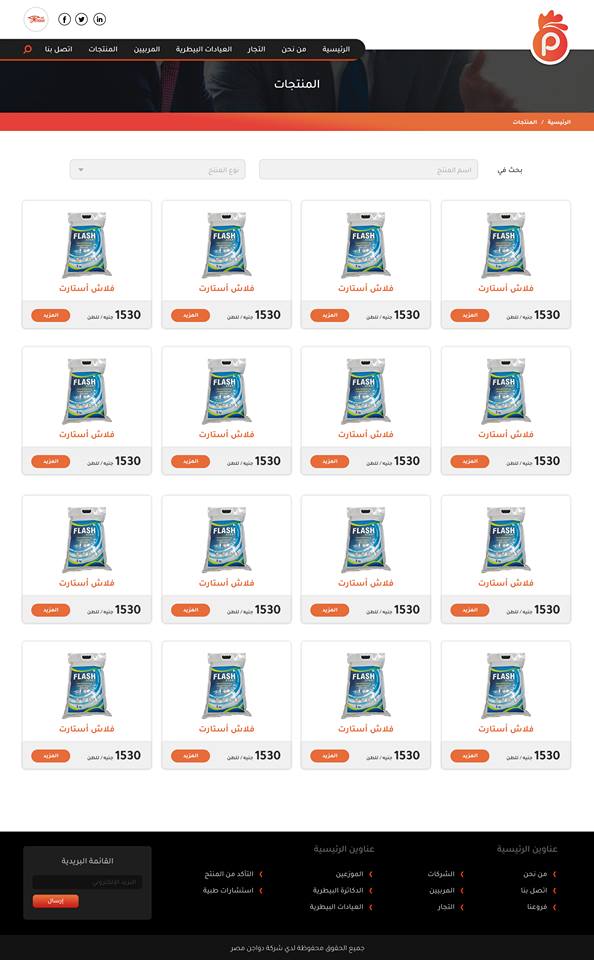 الرئيسية من نحن التجار العيادات البيطرية المربيين المنتجات اتصل بنا
المنتجات
الرئيسية / المنتجات
بحث في اسم المنتج نوع المنتج
FLASH FLASH FLASH FLASH
فلاش أستارت فلاش أستارت فلاش أستارت فلاش أستارت
1530 جنيه / للطن المزيد 1530 جنيه / للطن المزيد 1530 جنيه / للطن المزيد 1530 جنيه / للطن المزيد
FLASH FLASH FLASH FLASH
فلاش أستارت فلاش أستارت فلاش أستارت فلاش أستارت
1530 جنيه / للطن المزيد 1530 جنيه / للطن المزيد 1530 جنيه / للطن المزيد 1530 جنيه / للطن المزيد
FLASH FLASH FLASH FLASH
فلاش أستارت فلاش أستارت فلاش أستارت فلاش أستارت
1530 جنيه / للطن المزيد 1530 جنيه / للطن المزيد 1530 جنيه / للطن المزيد 1530 جنيه / للطن المزيد
FLASH FLASH FLASH FLASH
فلاش أستارت فلاش أستارت فلاش أستارت فلاش أستارت
1530 جنيه / للطن المزيد 1530 جنيه / للطن المزيد 1530 جنيه / للطن المزيد 1530 جنيه / للطن المزيد
عناوين الرئيسية عناوين الرئيسية
من نحن الشركات الموزعين التأكد من المنتج
اتصل بنا المربيين الدكاترة البيطرية استشارات طبية
فروعنا التجار العيادات البيطرية
القائمة البريدية
البريد الإلكتروني
إرسال
جميع الحقوق محفوظة لدي شركة دواجن مصر